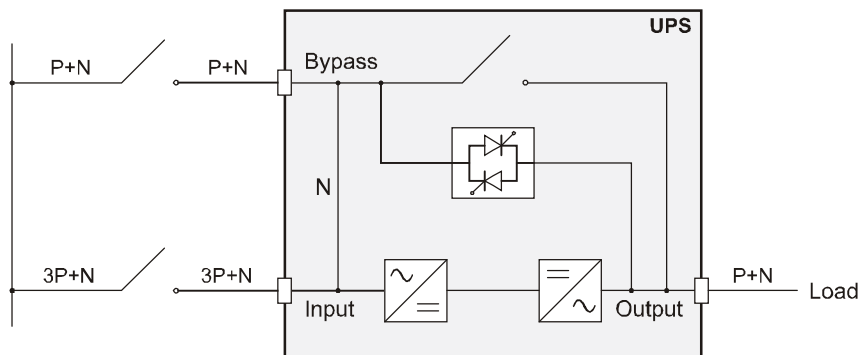 UPS
P+N
P+N
Bypass
N
3P+N
3P+N
Input
Output
P+N
Load